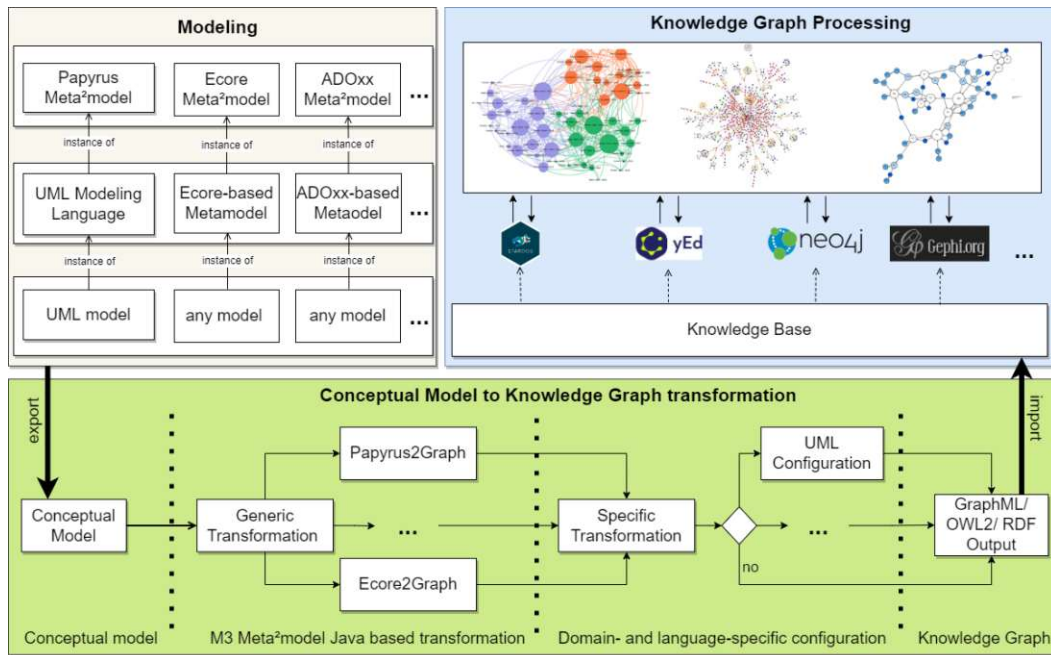 Modeling
Papyrus
Meta²model
Ecore
Meta²model
ADOxx
Meta²model
...
instance of
instance of
instance of
UML Modeling
Language
Ecore-based
Metamodel
ADOxx-based
Metaodel
...
instance of
instance of
instance of
UML model
any model
any model
...
Knowledge Graph Processing
yEd
neo4j
Gephi.org
...
Knowledge Base
export
import
Conceptual Model to Knowledge Graph transformation
Conceptual
Model
Generic
Transformation
Papyrus2Graph
...
Ecore2Graph
Specific
Transformation
UML
Configuration
...
no
GraphML/
OWL2/ RDF
Output
Conceptual model
M3 Meta²model Java based transformation
Domain- and language-specific configuration
Knowledge Graph